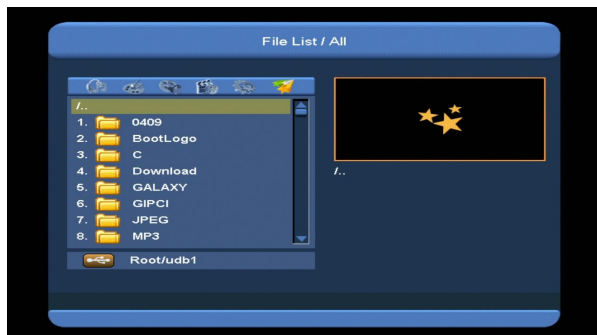 File List / All
/..
1. 0409
2. BootLogo
3. C
4. Download
5. GALAXY
6. GIPCI
7. JPEG
8. MP3
/..
Root/udb1